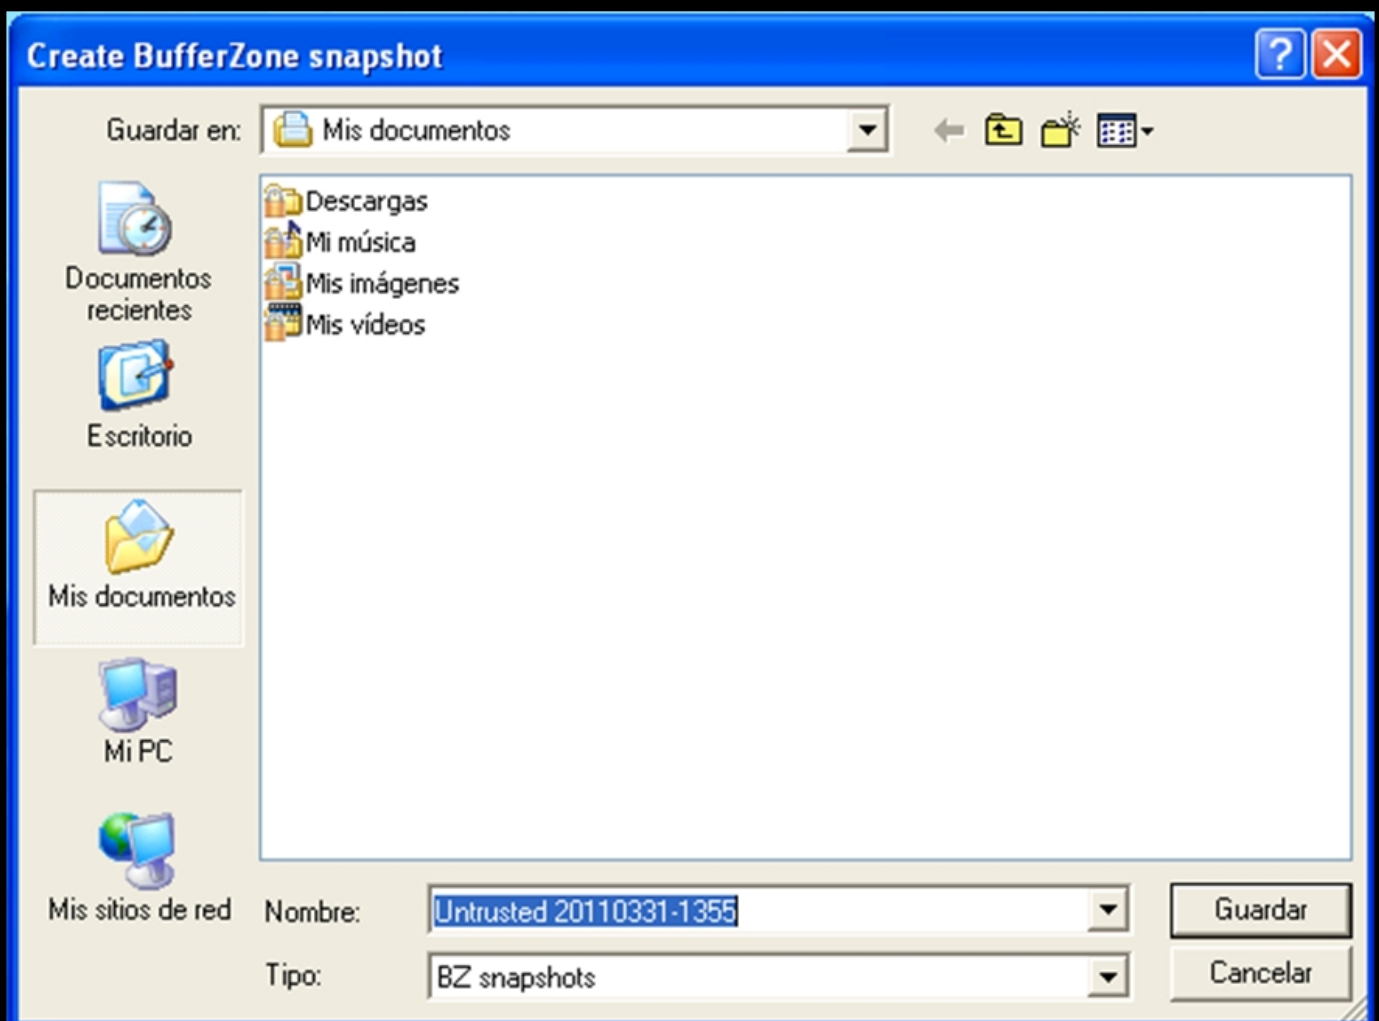 Create BufferZone snapshot
Guardar en:
Mis documentos
Descargas
Mi música
Mis imágenes
Mis vídeos
Documentos
recientes
Escritorio
Mis documentos
Mi PC
Mis sitios de red
Nombre:
Untrusted 20110331-1355
Guardar
Tipo:
BZ snapshots
Cancelar